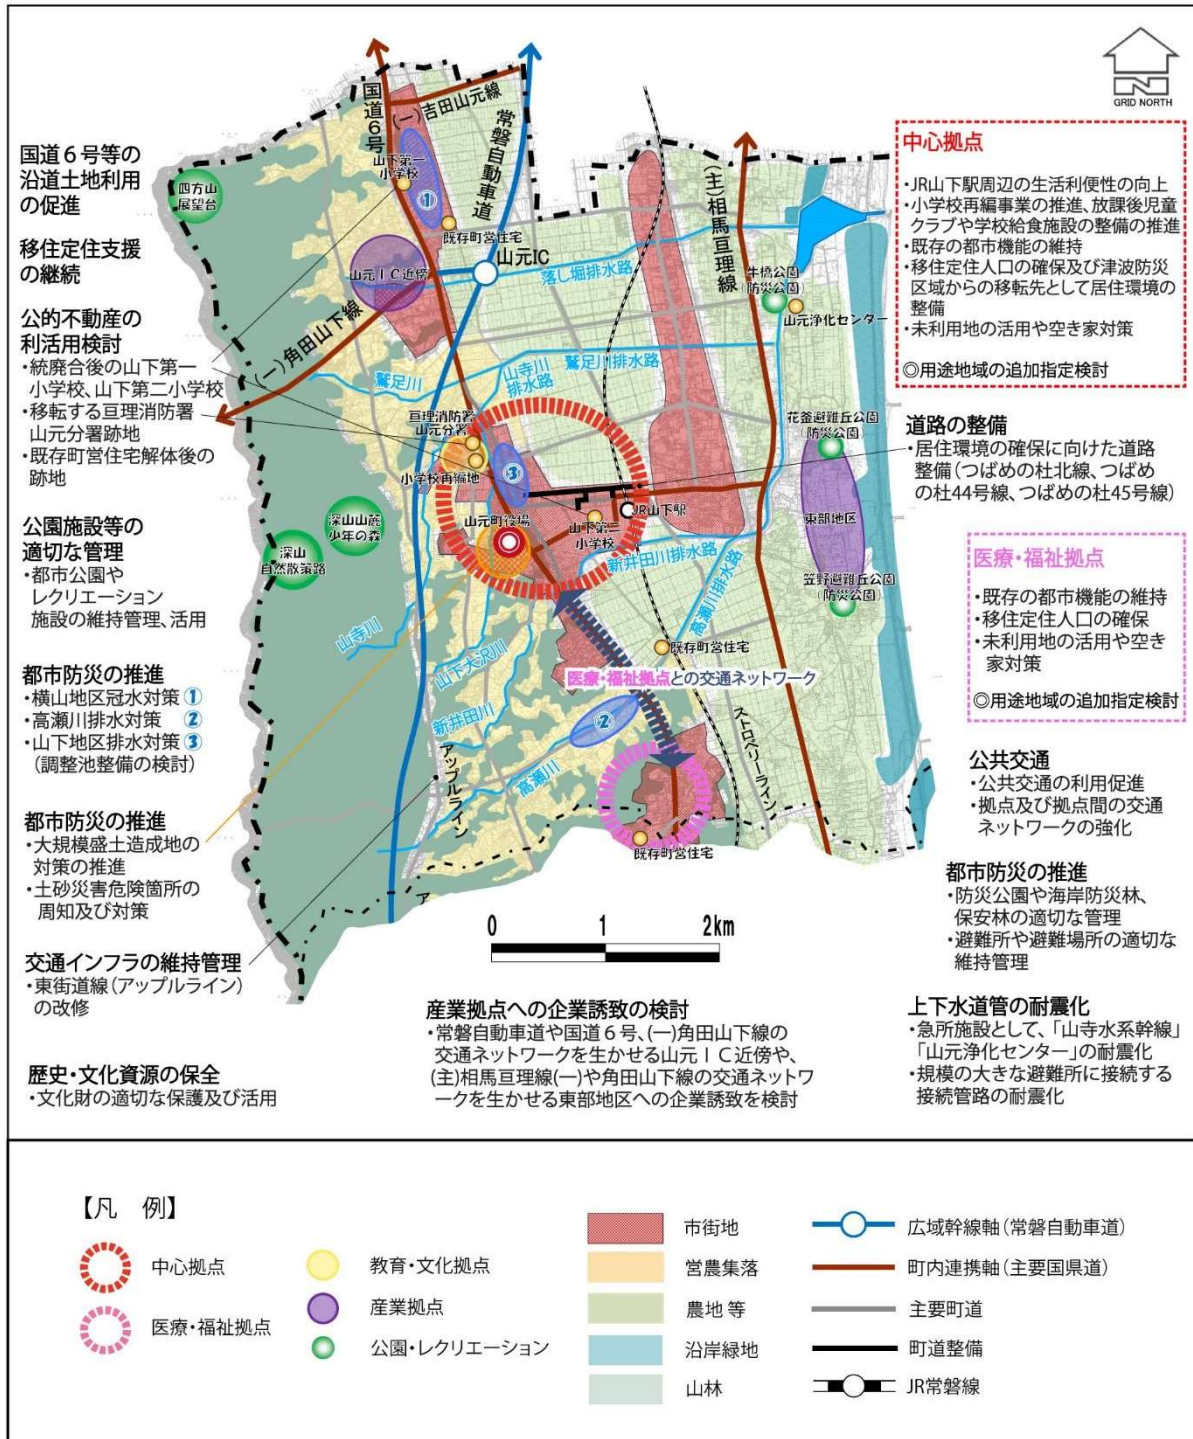 GRID NORTH
国道6号等の
沿道土地利用
の促進
移住定住支援
の継続
公的不動産の
利活用検討
・統廃合後の山下第一
小学校、山下第二小学校
・移転する亘理消防署
山元分署跡地
・既存町営住宅解体後の
跡地
公園施設等の
適切な管理
・都市公園や
レクリエーション
施設の維持管理、活用
都市防災の推進
・横山地区冠水対策 ①
・高瀬川排水対策 ②
・山下地区排水対策 ③
(調整池整備の検討)
都市防災の推進
・大規模盛土造成地の
対策の推進
・土砂災害危険箇所の
周知及び対策
交通インフラの維持管理
・東街道線(アップルライン)
の改修
歴史・文化資源の保全
・文化財の適切な保護及び活用
国道6号
(一)吉田山元線
常磐自動車道
(主)相馬亘理線
四方山
展望台
山下第一
小学校
①
既存町営住宅
山元IC近傍
山元IC
落し堀排水路
(一)角田山下線
牛橋公園
(防災公園)
山元浄化センター
鷲足川
山寺川
排水路
鷲足川排水路
亘理消防署
山元分署
小学校再編地
③
花釜避難丘公園
(防災公園)
山元町役場
JR山下駅
山下第二
小学校
東部地区
深山山麓
少年の森
深山
自然散策路
新井田川排水路
高瀬川排水路
笠野避難丘公園
(防災公園)
山寺川
山下大沢川
既存町営住宅
医療・福祉拠点との交通ネットワーク
新井田川
②
高瀬川
アップルライン
ストロベリーライン
既存町営住宅
ア
0 1 2km
産業拠点への企業誘致の検討
・常磐自動車道や国道6号、(一)角田山下線の
交通ネットワークを生かせる山元IC近傍や、
(主)相馬亘理線(一)や角田山下線の交通ネットワ
ークを生かせる東部地区への企業誘致を検討
中心拠点
・JR山下駅周辺の生活利便性の向上
・小学校再編事業の推進、放課後児童
クラブや学校給食施設の整備の推進
・既存の都市機能の維持
・移住定住人口の確保及び津波防災
区域からの移転先として居住環境の
整備
・未利用地の活用や空き家対策
◎用途地域の追加指定検討
道路の整備
・居住環境の確保に向けた道路
整備(つばめの杜北線、つばめ
の杜44号線、つばめの杜45号線)
医療・福祉拠点
・既存の都市機能の維持
・移住定住人口の確保
・未利用地の活用や空き
家対策
◎用途地域の追加指定検討
公共交通
・公共交通の利用促進
・拠点及び拠点間の交通
ネットワークの強化
都市防災の推進
・防災公園や海岸防災林、
保安林の適切な管理
・避難所や避難場所の適切な
維持管理
上下水道管の耐震化
・急所施設として、「山寺水系幹線」
「山元浄化センター」の耐震化
・規模の大きな避難所に接続する
接続管路の耐震化
【凡 例】
中心拠点
医療・福祉拠点
教育・文化拠点
産業拠点
公園・レクリエーション
市街地
営農集落
農地等
沿岸緑地
山林
広域幹線軸(常磐自動車道)
町内連携軸(主要国県道)
主要町道
町道整備
JR常磐線